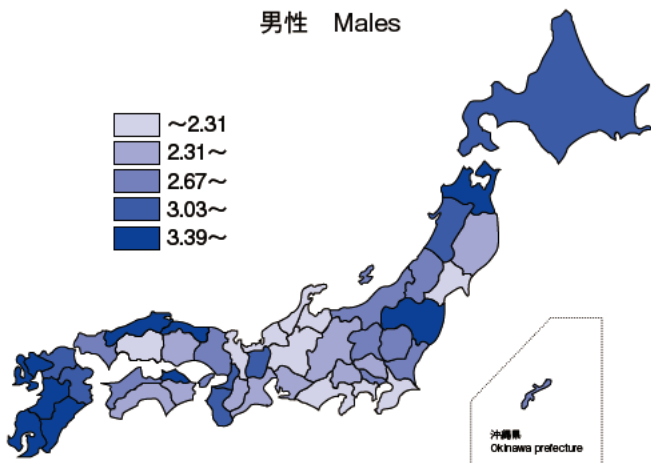 男性 Males
～2.31
2.31～
2.67～
3.03～
3.39～
沖縄県
Okinawa prefecture